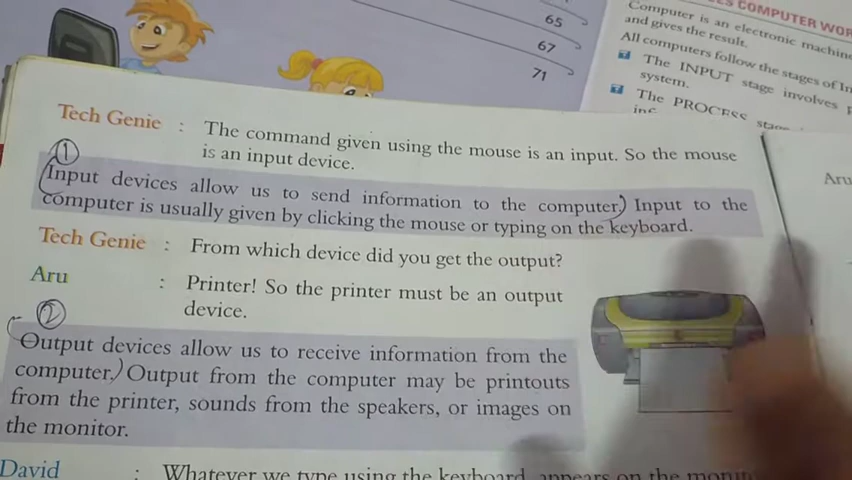 65
67
71
COMPUTER
Computer is an electronic machine
and gives the result.
All computers follow the stages of
The INPUT stage involves
system.
The PROCESS
Tech Genie : The command given using the mouse is an input. So the mouse
is an input device.
1
Input devices allow us to send information to the computer. Input to the
computer is usually given by clicking the mouse or typing on the keyboard.
Aru
Tech Genie : From which device did you get the output?
Aru : Printer! So the printer must be an output
device.
2
Output devices allow us to receive information from the
computer. Output from the computer may be printouts
from the printer, sounds from the speakers, or images on
the monitor.
David : Whatever we type using the keyboard, appears on the